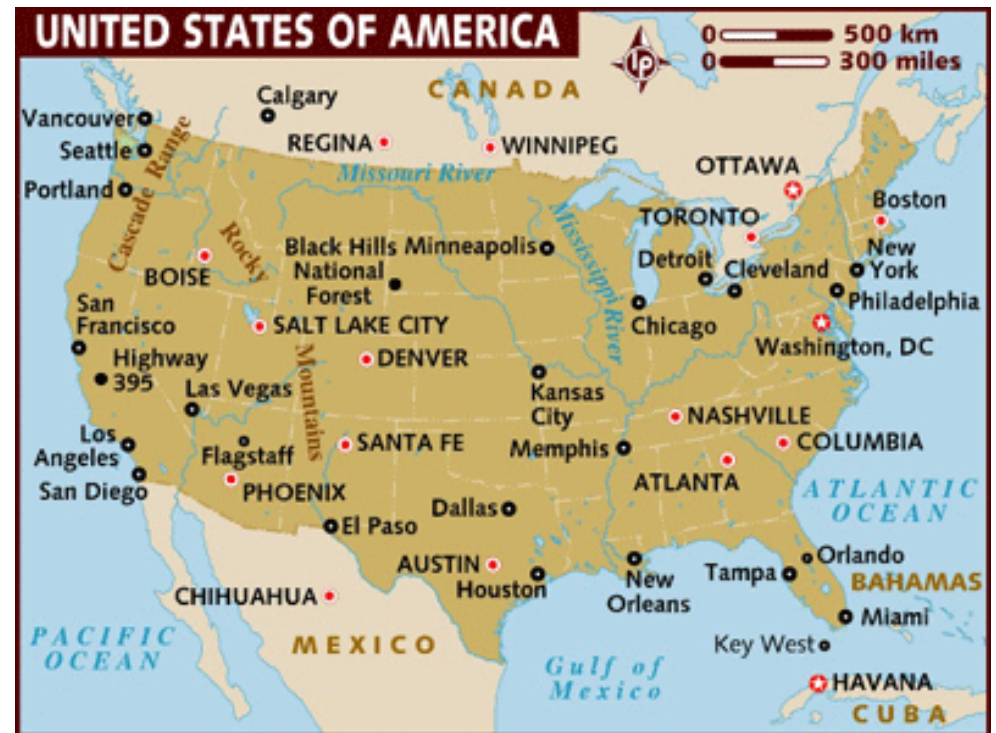 UNITED STATES OF AMERICA
0 500 km
0 300 miles
LP
CANADA
Calgary
Vancouver
REGINA
WINNIPEG
Seattle
Missouri River
OTTAWA
Portland
Cascade Range
Boston
TORONTO
Mississippi River
Rocky
Mountains
Black Hills
National
Forest
Minneapolis
Detroit
Cleveland
New
York
BOISE
Philadelphia
San
Francisco
SALT LAKE CITY
Chicago
Washington, DC
Highway
395
DENVER
Las Vegas
Kansas
City
NASHVILLE
Los
Angeles
Flagstaff
SANTA FE
Memphis
COLUMBIA
San Diego
PHOENIX
ATLANTA
ATLANTIC
OCEAN
Dallas
El Paso
AUSTIN
Houston
New
Orleans
Tampa
Orlando
BAHAMAS
CHIHUAHUA
Miami
PACIFIC
OCEAN
MEXICO
Gulf of
Mexico
Key West
HAVANA
CUBA